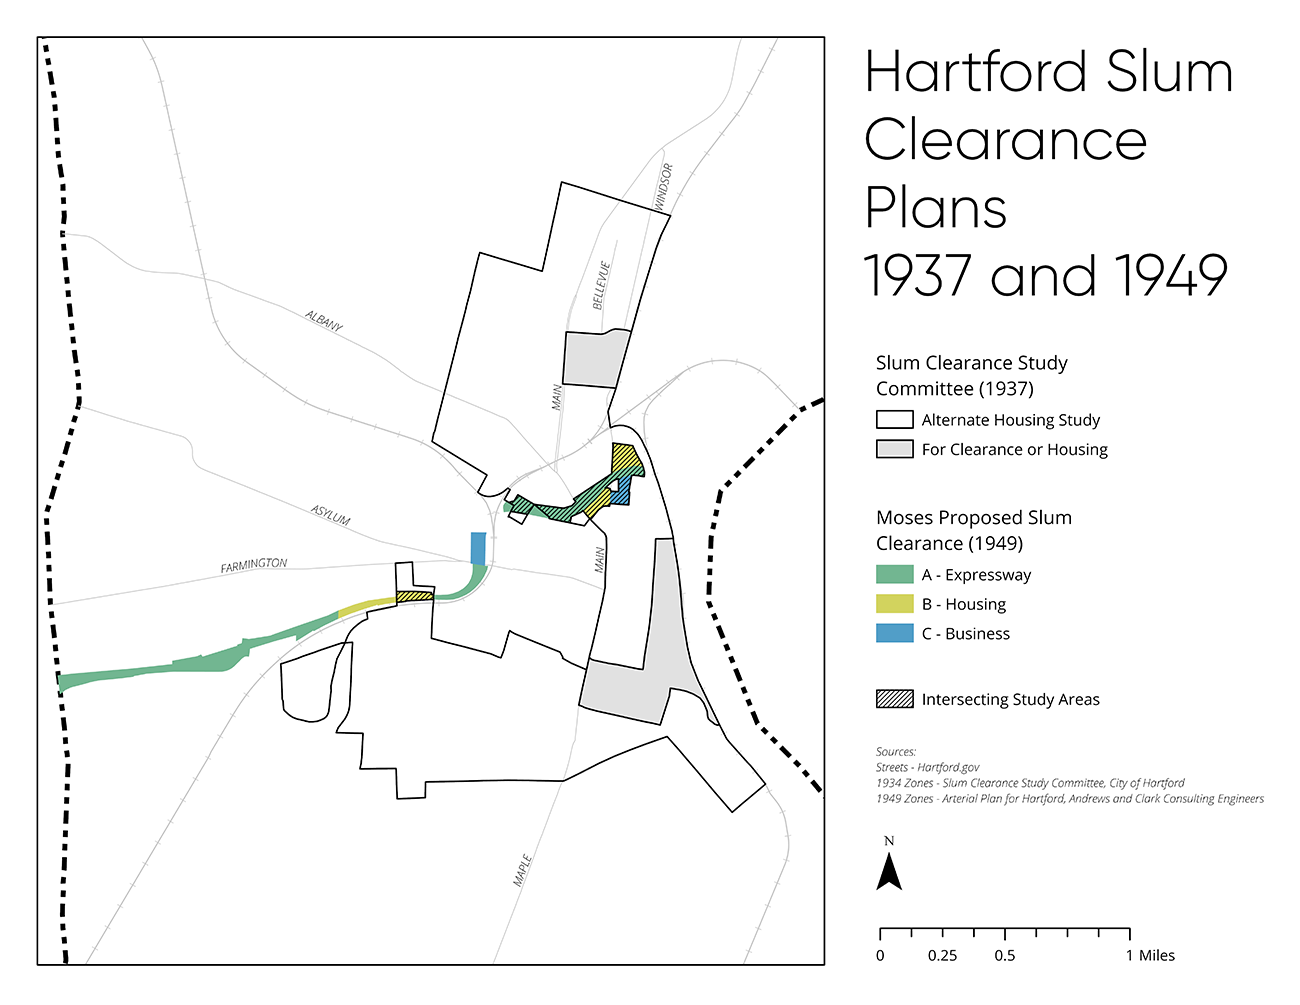 Hartford Slum
Clearance
Plans
1937 and 1949
Slum Clearance Study
Committee (1937)
Alternate Housing Study
For Clearance or Housing
Moses Proposed Slum
Clearance (1949)
A - Expressway
B - Housing
C - Business
Intersecting Study Areas
Sources:
Streets - Hartford.gov
1934 Zones - Slum Clearance Study Committee, City of Hartford
1949 Zones - Arterial Plan for Hartford, Andrews and Clark Consulting Engineers
N
0 0.25 0.5 1 Miles
WINDSOR
BELLEVUE
ALBANY
MAIN
ASYLUM
FARMINGTON
MAIN
MAPLE